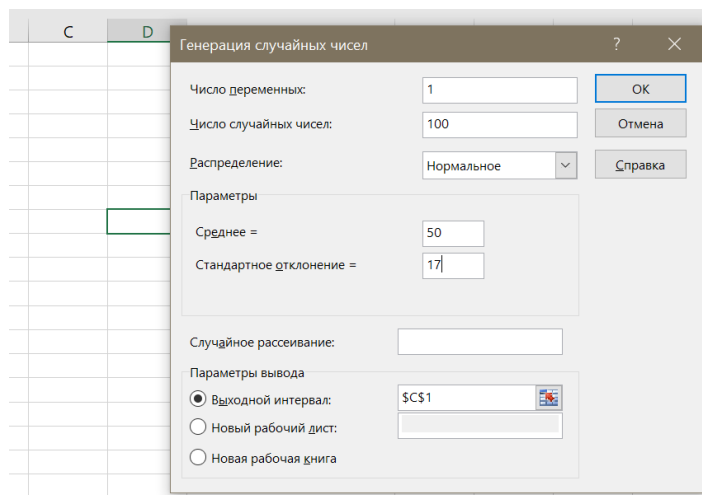 C D
Генерация случайных чисел ?
Число переменных: 1 ОК
Число случайных чисел: 100 Отмена
Распределение: Нормальное Справка
Параметры
Среднее = 50
Стандартное отклонение = 17
Случайное рассеивание:
Параметры вывода
Выходной интервал: $C$1
Новый рабочий лист:
Новая рабочая книга